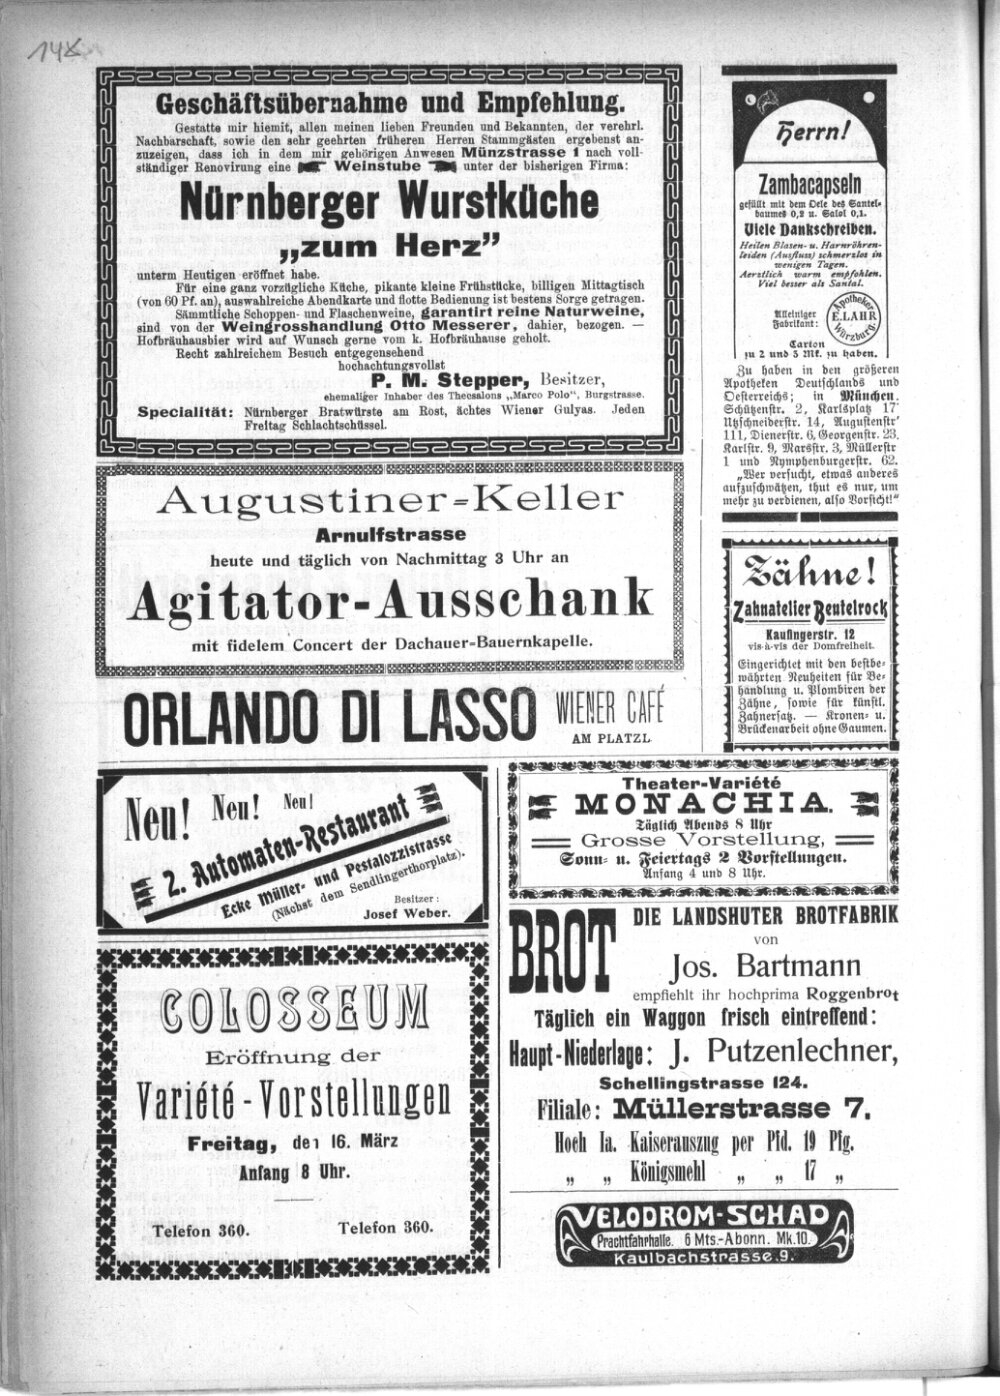 Geschäftsübernahme und Empfehlung.
Gestatte mir hiemit, allen meinen lieben Freunden und Bekannten, der verehrl.
Nachbarschaft, sowie den sehr geehrten früheren Herren Stammgästen ergebenst an-
zuzeigen, dass ich in dem mir gehörigen Anwesen Münzstrasse 1 nach voll-
ständiger Renovirung eine Weinstube unter der bisherigen Firma:
Nürnberger Wurstküche
„zum Herz”
unterm Heutigen eröffnet habe.
Für eine ganz vorzügliche Küche, pikante kleine Frühstücke, billigen Mittagtisch
(von 60 Pf. an), auswahlreiche Abendkarte und flotte Bedienung ist bestens Sorge getragen.
Sämmtliche Schoppen- und Flaschenweine, garantirt reine Naturweine,
sind von der Weingrosshandlung Otto Messerer, dahier, bezogen. —
Hofbräuhausbier wird auf Wunsch gerne vom k. Hofbräuhause geholt.
Recht zahlreichem Besuch entgegensehend
hochachtungsvollst
P. M. Stepper, Besitzer,
ehemaliger Inhaber des Theesalons „Marco Polo”, Burgstrasse.
Specialität: Nürnberger Bratwürste am Rost, ächtes Wiener Gulyas. Jeden
Freitag Schlachtschüssel.
Augustiner-Keller
Arnulfstrasse
heute und täglich von Nachmittag 3 Uhr an
Agitator-Ausschank
mit fidelem Concert der Dachauer-Bauernkapelle.
ORLANDO DI LASSO WIENER CAFÉ
AM PLATZL
Neu! Neu! Neu!
2. Automaten-Restaurant
Ecke Müller- und Pestalozzistrasse
(Nächst dem Sendlingerthorplatz).
Besitzer:
Josef Weber.
COLOSSEUM
Eröffnung der
Variété-Vorstellungen
Freitag, den 16. März
Anfang 8 Uhr.
Telefon 360. Telefon 360.
Herrn!
Zambacapseln
gefüllt mit dem Oele des Santel-
baumes 0,2 u. Salol 0,1.
Viele Dankschreiben.
Heilen Blasen- u. Harnröhren-
leiden (Ausfluss) schmerzlos in
wenigen Tagen.
Aerztlich warm empfohlen.
Viel besser als Santal.
Alleiniger
Fabrikant:
Apotheker
E. LAHR
Würzburg.
Carton
zu 2 und 3 Mk. zu haben.
Zu haben in den größeren
Apotheken Deutschlands und
Oesterreichs; in München.
Schützenstr. 2, Karlsplatz 17
Utzschneiderstr. 14, Augustenstr
111, Dienerstr. 6, Georgenstr. 23,
Karlstr. 9, Marsstr. 3, Müllerstr
1 und Nymphenburgerstr. 62.
„Wer versucht, etwas anderes
aufzuschwätzen, thut es nur, um
mehr zu verdienen, also Vorsicht!“
Zähne!
Zahnatelier Beutelrock
Kaufingerstr. 12
vis-à-vis der Domfreiheit.
Eingerichtet mit den bestbe-
währten Neuheiten für Be-
handlung u. Plombiren der
Zähne, sowie für künstl.
Zahnersatz. — Kronen- u.
Brückenarbeit ohne Gaumen.
Theater-Variété
MONACHIA.
Täglich Abends 8 Uhr
Grosse Vorstellung,
Sonn- u. Feiertags 2 Vorstellungen.
Anfang 4 und 8 Uhr.
BROT
DIE LANDSHUTER BROTFABRIK
von
Jos. Bartmann
empfiehlt ihr hochprima Roggenbrot
Täglich ein Waggon frisch eintreffend:
Haupt-Niederlage: J. Putzenlechner,
Schellingstrasse 124.
Filiale: Müllerstrasse 7.
Hoch Ia. Kaiserauszug per Pfd. 19 Pfg.
„ „ Königsmehl „ „ 17 „
VELODROM-SCHAD
Prachtfahrhalle. 6 Mts.-Abonn. Mk. 10.
Kaulbachstrasse 9.